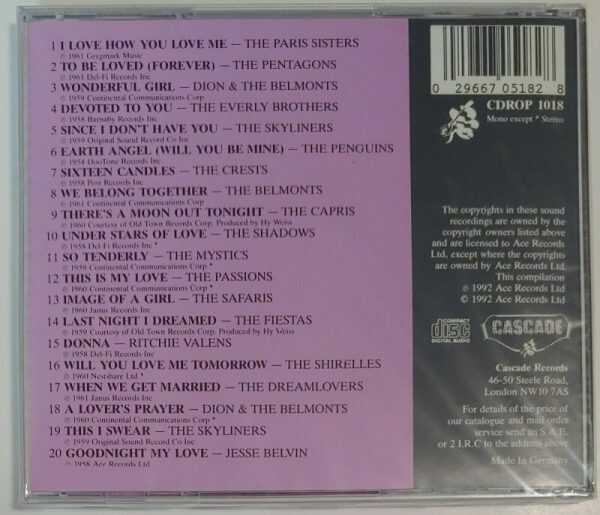 1 I LOVE HOW YOU LOVE ME – THE PARIS SISTERS
℗ 1961 Gregmark Music
2 TO BE LOVED (FOREVER) – THE PENTAGONS
℗ 1961 Del-Fi Records Inc
3 WONDERFUL GIRL – DION & THE BELMONTS
℗ 1959 Continental Communications Corp
4 DEVOTED TO YOU – THE EVERLY BROTHERS
℗ 1958 Barnaby Records Inc
5 SINCE I DON'T HAVE YOU – THE SKYLINERS
℗ 1959 Original Sound Record Co Inc
6 EARTH ANGEL (WILL YOU BE MINE) – THE PENGUINS
℗ 1954 DooTone Records Inc
7 SIXTEEN CANDLES – THE CRESTS
℗ 1958 Post Records Inc
8 WE BELONG TOGETHER – THE BELMONTS
℗ 1961 Continental Communications Corp
9 THERE'S A MOON OUT TONIGHT – THE CAPRIS
℗ 1960 Courtesy of Old Town Records Corp. Produced by Hy Weiss
10 UNDER STARS OF LOVE – THE SHADOWS
℗ 1958 Del-Fi Records Inc *
11 SO TENDERLY – THE MYSTICS
℗ 1959 Continental Communications Corp *
12 THIS IS MY LOVE – THE PASSIONS
℗ 1960 Continental Communications Corp *
13 IMAGE OF A GIRL – THE SAFARIS
℗ 1960 Janus Records Inc
14 LAST NIGHT I DREAMED – THE FIESTAS
℗ 1959 Courtesy of Old Town Records Corp. Produced by Hy Weiss
15 DONNA – RITCHIE VALENS
℗ 1958 Del-Fi Records Inc
16 WILL YOU LOVE ME TOMORROW – THE SHIRELLES
℗ 1960 Nestshare Ltd *
17 WHEN WE GET MARRIED – THE DREAMLOVERS
℗ 1961 Janus Records Inc
18 A LOVER'S PRAYER – DION & THE BELMONTS
℗ 1960 Continental Communications Corp *
19 THIS I SWEAR – THE SKYLINERS
℗ 1959 Original Sound Record Co Inc
20 GOODNIGHT MY LOVE – JESSE BELVIN
℗ 1956 Ace Records Ltd
0 29667 05182 8
CDROP 1018
Mono except * Stereo
The copyrights in these sound
recordings are owned by the
copyright owners listed above
and are licensed to Ace Records
Ltd, except where the copyrights
are owned by Ace Records Ltd.
This compilation
℗ 1992 Ace Records Ltd
© 1992 Ace Records Ltd
COMPACT
disc
DIGITAL AUDIO
CASCADE
Cascade Records
46-50 Steele Road,
London NW10 7AS
For details of the price of
our catalogue and mail order
service send an S.A.E.
or 2 I.R.C to the address above
Made in Germany